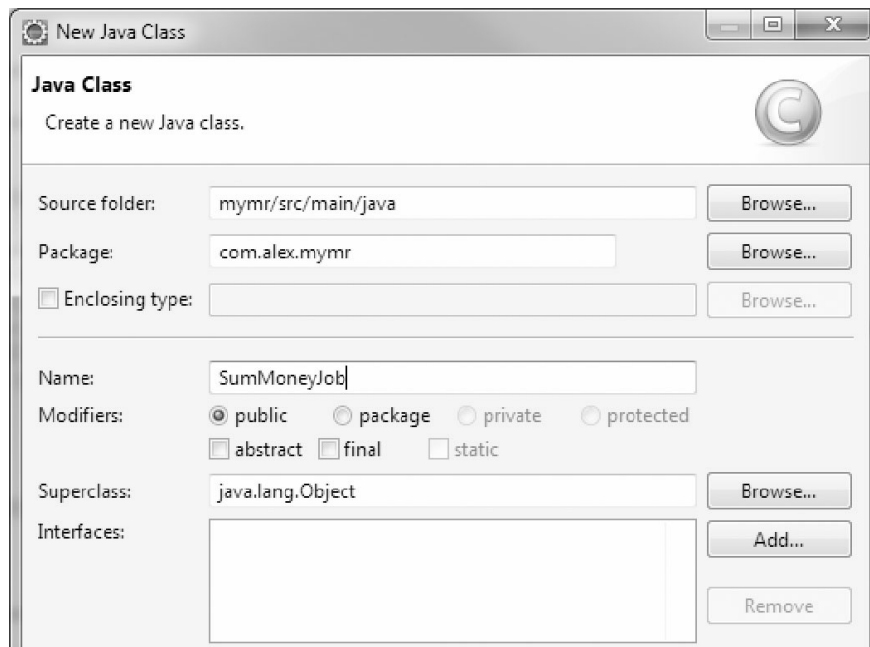 New Java Class
Java Class
Create a new Java class.
C
Source folder: mymr/src/main/java Browse...
Package: com.alex.mymr Browse...
Enclosing type: Browse...
Name: SumMoneyJob
Modifiers: public package private protected
abstract final static
Superclass: java.lang.Object Browse...
Interfaces: Add...
Remove